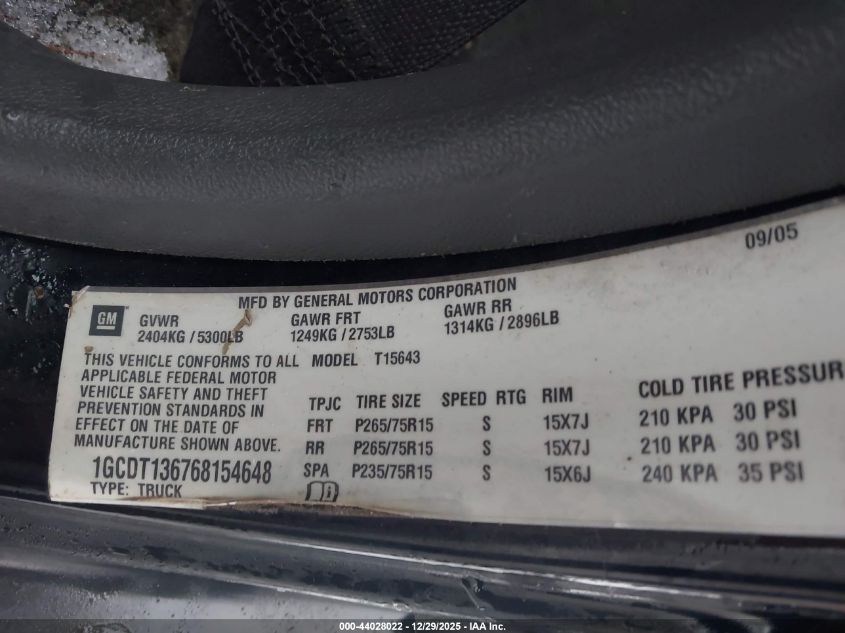 09/05
MFD BY GENERAL MOTORS CORPORATION
GM
GVWR GAWR FRT GAWR RR
2404KG / 5300LB 1249KG / 2753LB 1314KG / 2896LB
THIS VEHICLE CONFORMS TO ALL MODEL T15643
APPLICABLE FEDERAL MOTOR
VEHICLE SAFETY AND THEFT
PREVENTION STANDARDS IN
EFFECT ON THE DATE OF
MANUFACTURE SHOWN ABOVE.
1GCDT136768154648
TYPE: TRUCK
TPJC TIRE SIZE SPEED RTG RIM COLD TIRE PRESSUR
FRT P265/75R15 S 15X7J 210 KPA 30 PSI
RR P265/75R15 S 15X7J 210 KPA 30 PSI
SPA P235/75R15 S 15X6J 240 KPA 35 PSI
000-44028022 - 12/29/2025 - IAA Inc.